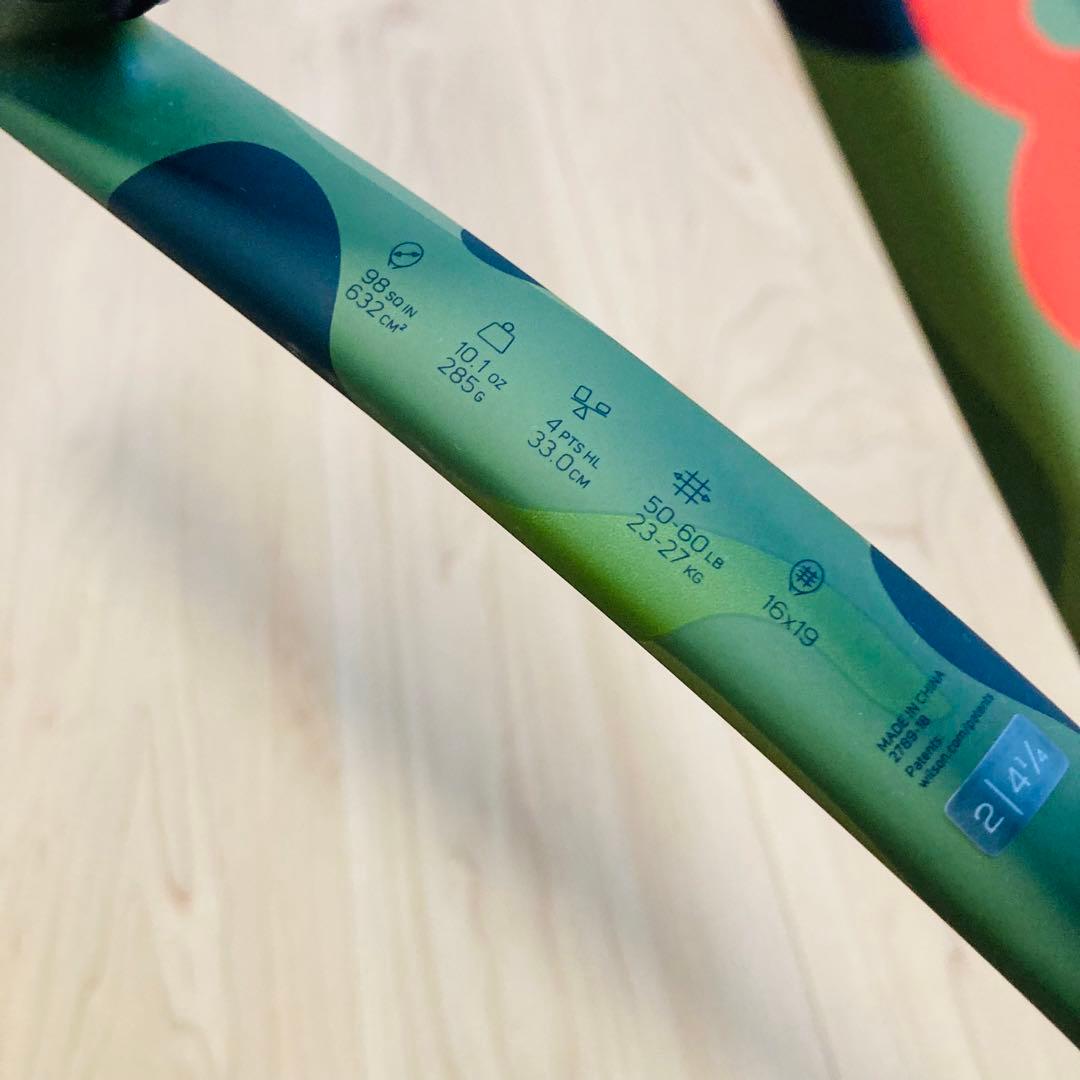 98 SQ IN
632 CM²
10.1 OZ
285 G
4 PTS HL
33.0 CM
50-60 LB
23-27 KG
16x19
MADE IN CHINA
2789-18
Patents:
wilson.com/patents
2|4 1/4